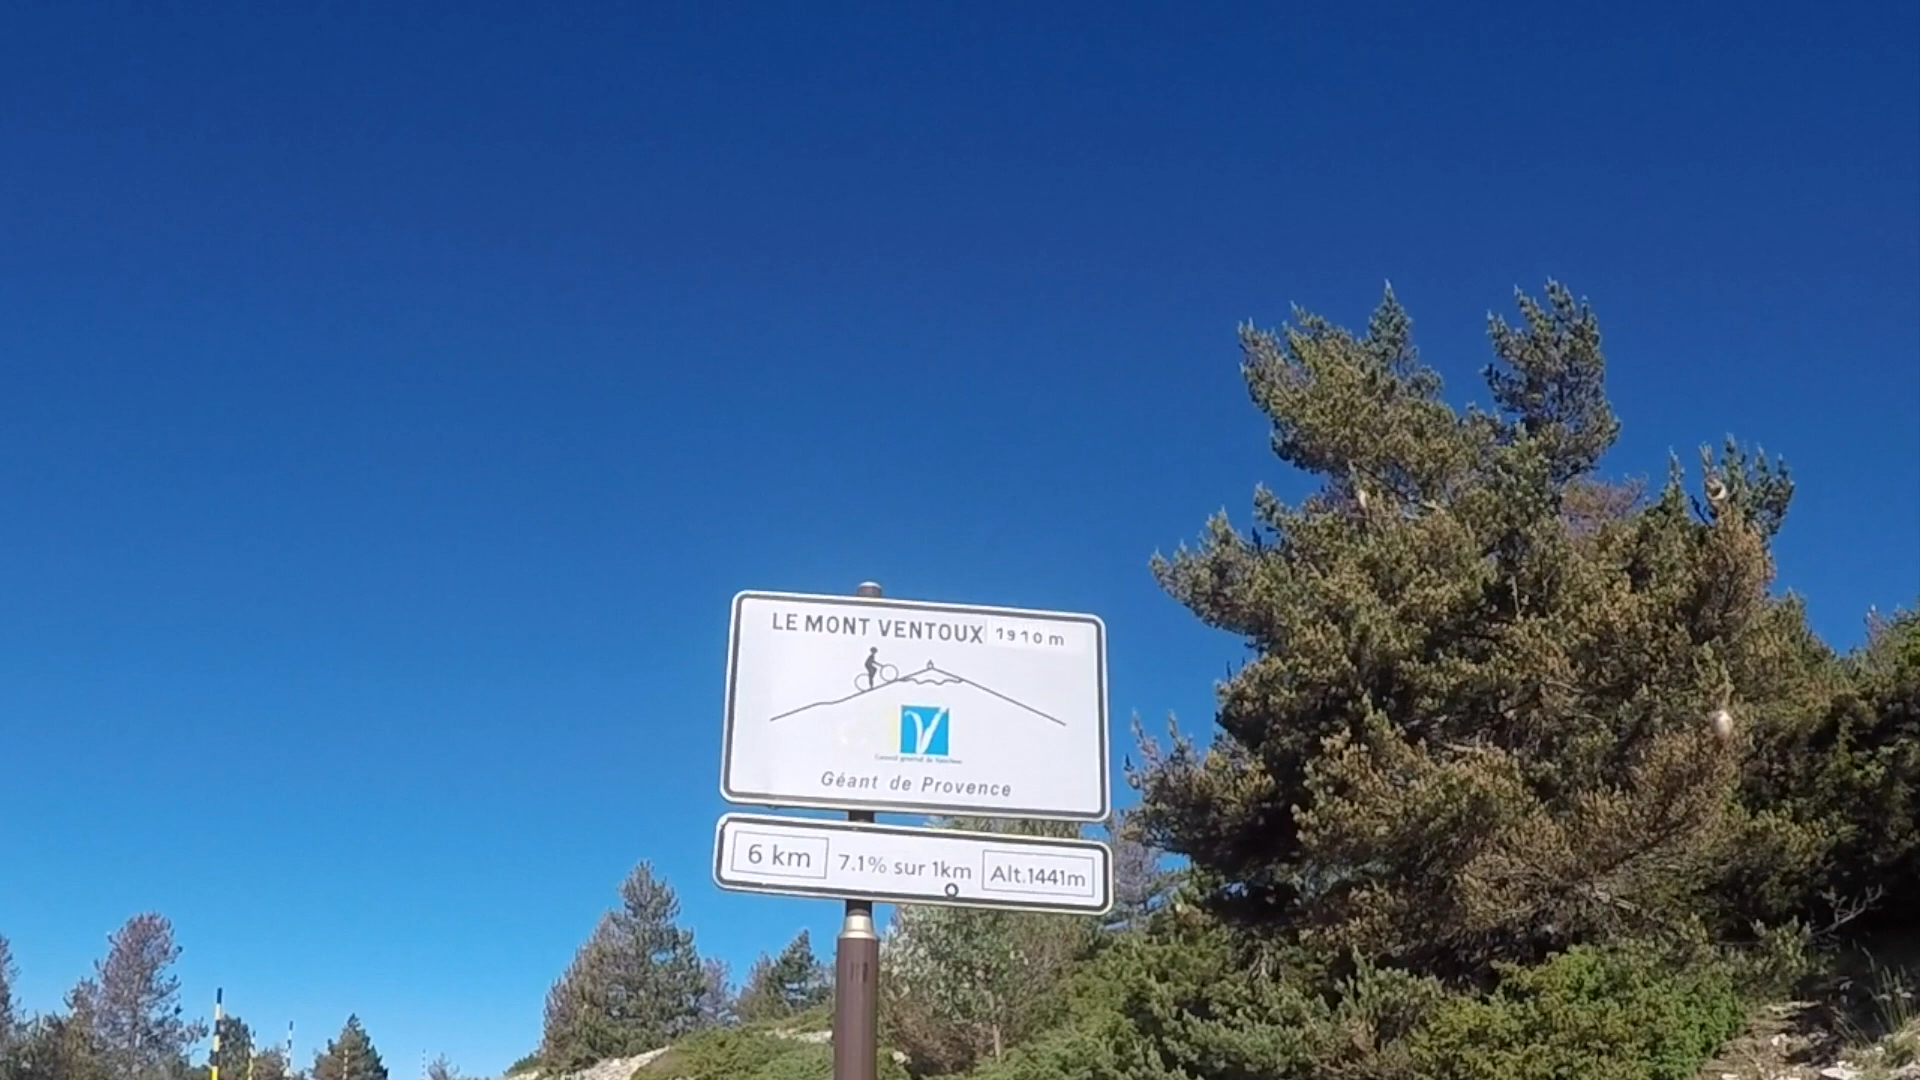 LE MONT VENTOUX 1910 m
V
Géant de Provence
6 km 7.1% sur 1km Alt.1441m